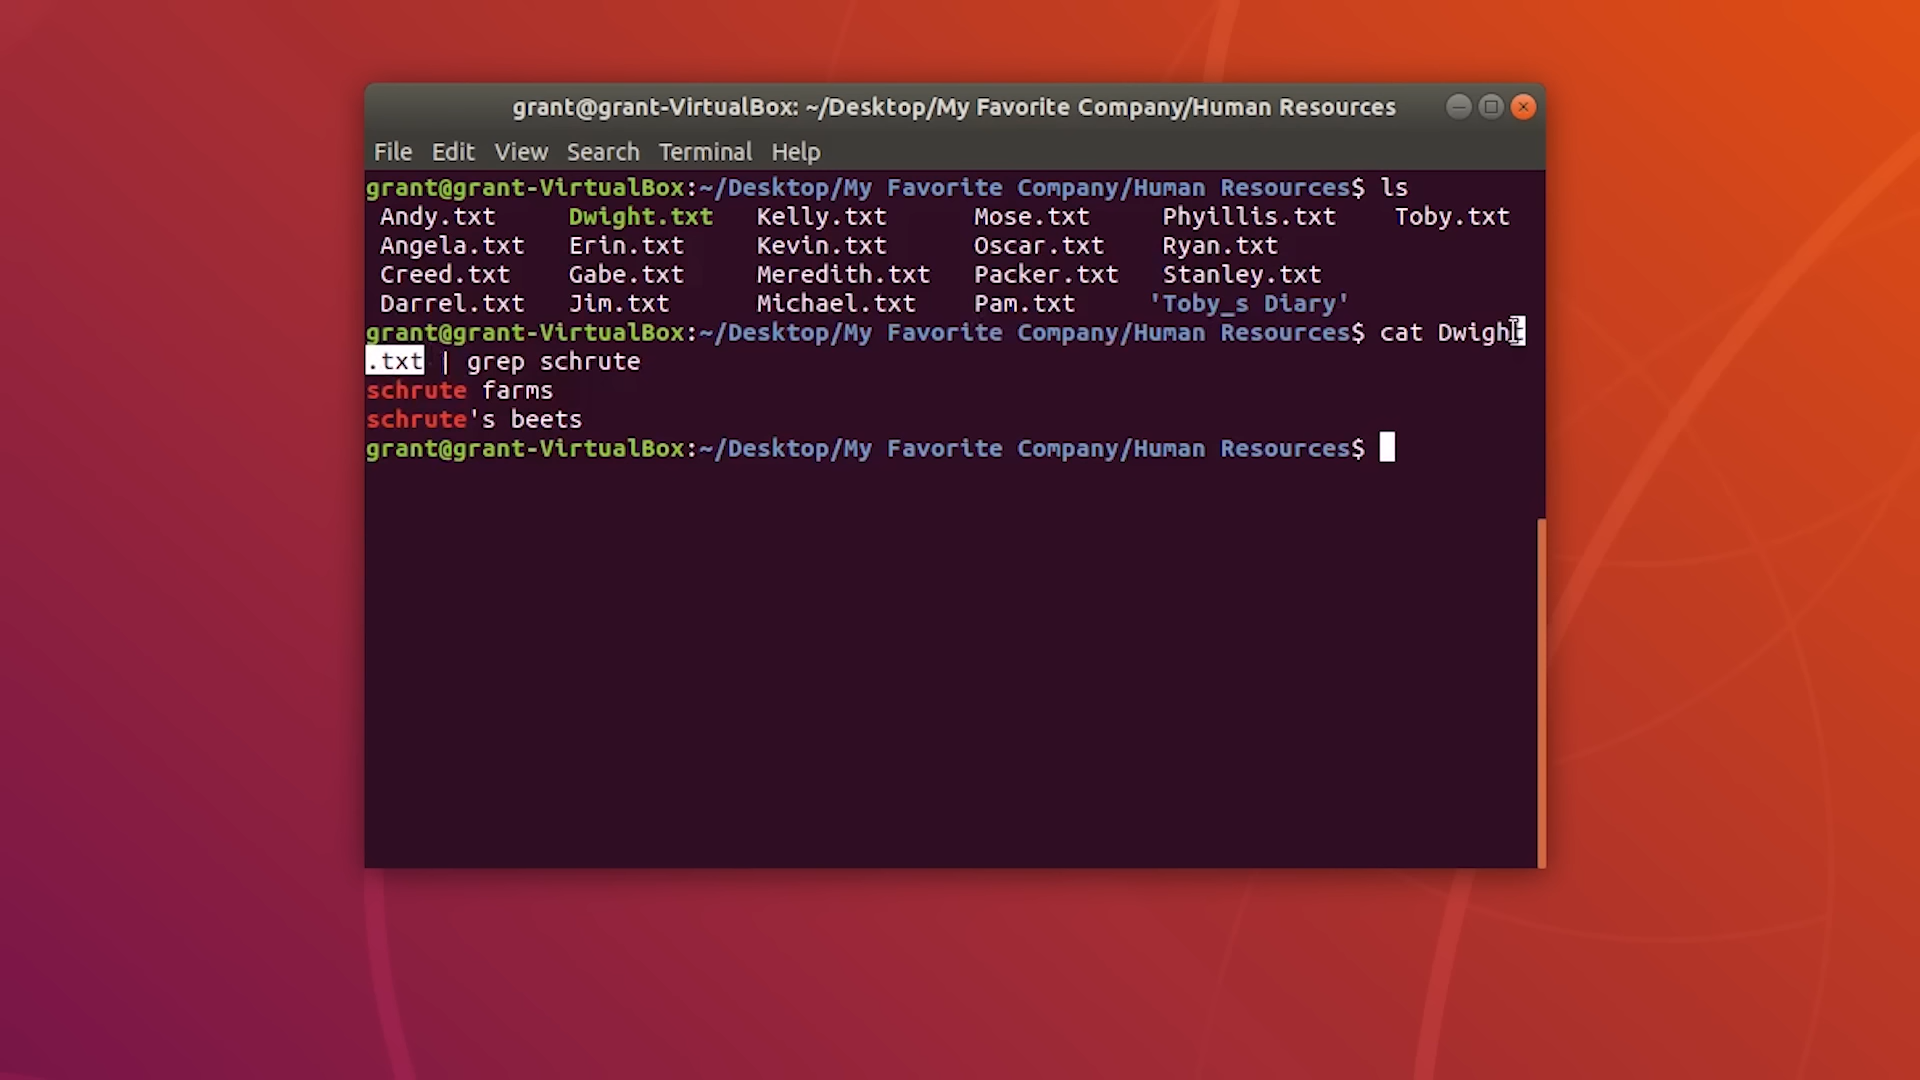 grant@grant-VirtualBox: ~/Desktop/My Favorite Company/Human Resources
File Edit View Search Terminal Help
grant@grant-VirtualBox:~/Desktop/My Favorite Company/Human Resources$ ls
Andy.txt Dwight.txt Kelly.txt Mose.txt Phyillis.txt Toby.txt
Angela.txt Erin.txt Kevin.txt Oscar.txt Ryan.txt
Creed.txt Gabe.txt Meredith.txt Packer.txt Stanley.txt
Darrel.txt Jim.txt Michael.txt Pam.txt 'Toby_s Diary'
grant@grant-VirtualBox:~/Desktop/My Favorite Company/Human Resources$ cat Dwight
.txt | grep schrute
schrute farms
schrute's beets
grant@grant-VirtualBox:~/Desktop/My Favorite Company/Human Resources$